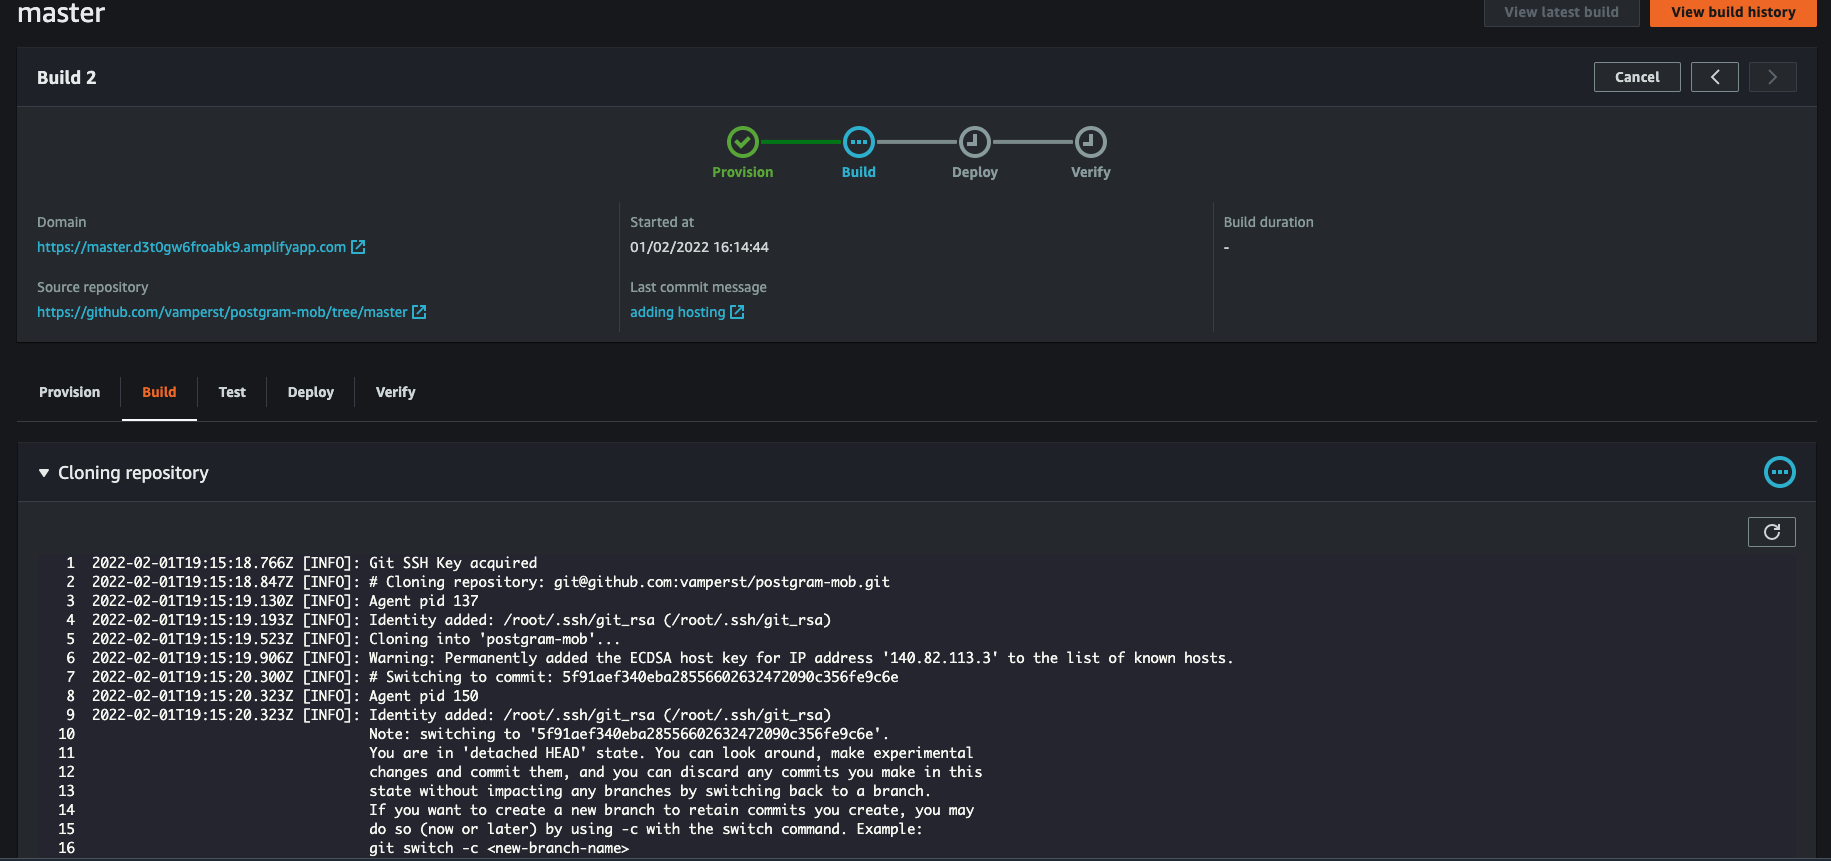 master
View latest build
View build history
Build 2
Cancel
Provision
Build
Deploy
Verify
Domain
https://master.d3t0gw6froabk9.amplifyapp.com
Source repository
https://github.com/vamperst/postgram-mob/tree/master
Started at
01/02/2022 16:14:44
Last commit message
adding hosting
Build duration
-
Provision
Build
Test
Deploy
Verify
Cloning repository
1 2022-02-01T19:15:18.766Z [INFO]: Git SSH Key acquired
2 2022-02-01T19:15:18.847Z [INFO]: # Cloning repository: git@github.com:vamperst/postgram-mob.git
3 2022-02-01T19:15:19.130Z [INFO]: Agent pid 137
4 2022-02-01T19:15:19.193Z [INFO]: Identity added: /root/.ssh/git_rsa (/root/.ssh/git_rsa)
5 2022-02-01T19:15:19.523Z [INFO]: Cloning into 'postgram-mob'...
6 2022-02-01T19:15:19.906Z [INFO]: Warning: Permanently added the ECDSA host key for IP address '140.82.113.3' to the list of known hosts.
7 2022-02-01T19:15:20.300Z [INFO]: # Switching to commit: 5f91aef340eba28556602632472090c356fe9c6e
8 2022-02-01T19:15:20.323Z [INFO]: Agent pid 150
9 2022-02-01T19:15:20.323Z [INFO]: Identity added: /root/.ssh/git_rsa (/root/.ssh/git_rsa)
10 Note: switching to '5f91aef340eba28556602632472090c356fe9c6e'.
11 You are in 'detached HEAD' state. You can look around, make experimental
12 changes and commit them, and you can discard any commits you make in this
13 state without impacting any branches by switching back to a branch.
14 If you want to create a new branch to retain commits you create, you may
15 do so (now or later) by using -c with the switch command. Example:
16 git switch -c <new-branch-name>